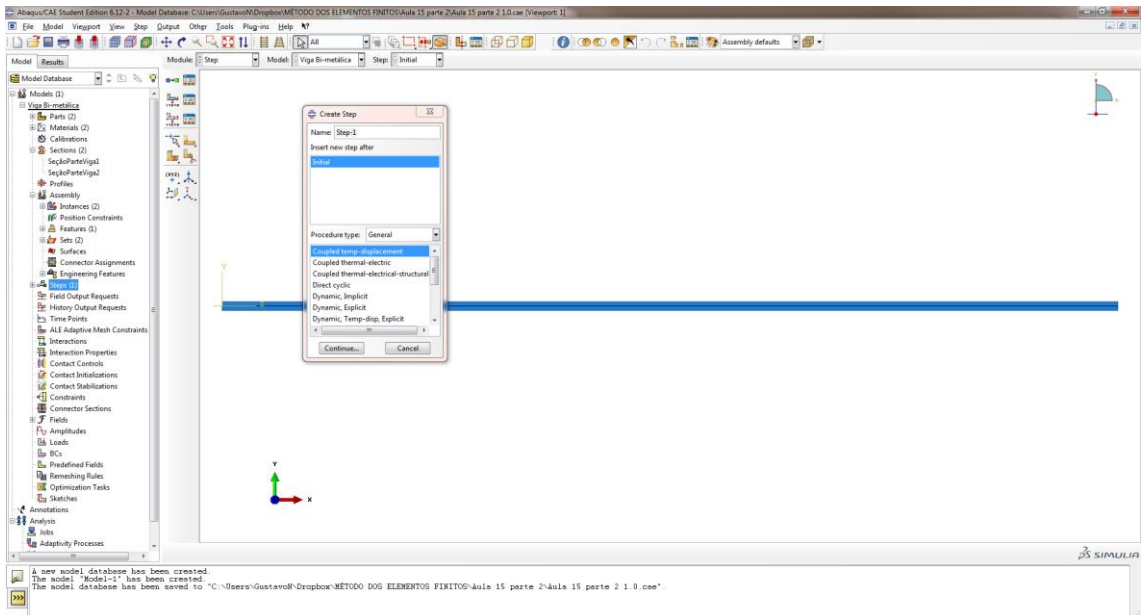 Abaqus/CAE Student Edition 6.12-2 - Model Database: C:\Users\GustavoN\Dropbox\MÉTODO DOS ELEMENTOS FINITOS\Aula 15 parte 2\Aula 15 parte 2 1.0.cae [Viewport: 1]
File Model Viewport View Step Output Other Tools Plug-ins Help
All
Assembly defaults
Model Results
Module: Step Model: Viga Bi-metálica Step: Initial
Model Database
Models (1)
Viga Bi-metálica
Parts (2)
Materials (2)
Calibrations
Sections (2)
SeçãoParteViga1
SeçãoParteViga2
Profiles
Assembly
Instances (2)
Position Constraints
Features (1)
Sets (2)
Surfaces
Connector Assignments
Engineering Features
Steps (1)
Field Output Requests
History Output Requests
Time Points
ALE Adaptive Mesh Constraints
Interactions
Interaction Properties
Contact Controls
Contact Initializations
Contact Stabilizations
Constraints
Connector Sections
Fields
Amplitudes
Loads
BCs
Predefined Fields
Remeshing Rules
Optimization Tasks
Sketches
Annotations
Analysis
Jobs
Adaptivity Processes
Create Step
Name: Step-1
Insert new step after
Initial
Procedure type: General
Coupled temp-displacement
Coupled thermal-electric
Coupled thermal-electrical-structural
Direct cyclic
Dynamic, Implicit
Dynamic, Explicit
Dynamic, Temp-disp, Explicit
Continue... Cancel
Y
Y
X
SIMULIA
A new model database has been created.
The model "Model-1" has been created.
The model database has been saved to "C:\Users\GustavoN\Dropbox\MÉTODO DOS ELEMENTOS FINITOS\Aula 15 parte 2\Aula 15 parte 2 1.0.cae".